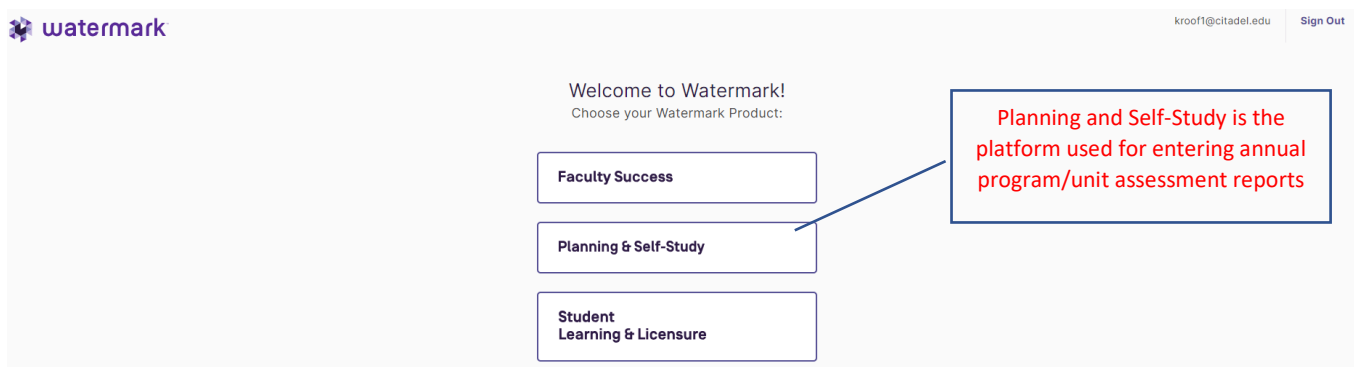 watermark
kroof1@citadel.edu
Sign Out
Welcome to Watermark!
Choose your Watermark Product:
Faculty Success
Planning & Self-Study
Student
Learning & Licensure
Planning and Self-Study is the
platform used for entering annual
program/unit assessment reports